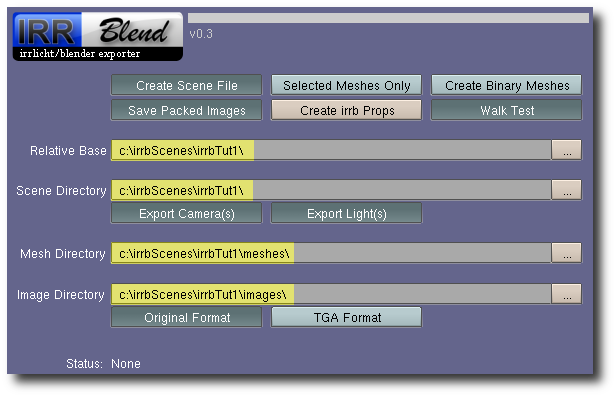 IRR Blend
irrlicht/blender exporter
v0.3
Create Scene File Selected Meshes Only Create Binary Meshes
Save Packed Images Create irrb Props Walk Test
Relative Base c:\irrbScenes\irrbTut1\ ...
Scene Directory c:\irrbScenes\irrbTut1\ ...
Export Camera(s) Export Light(s)
Mesh Directory c:\irrbScenes\irrbTut1\meshes\ ...
Image Directory c:\irrbScenes\irrbTut1\images\ ...
Original Format TGA Format
Status: None